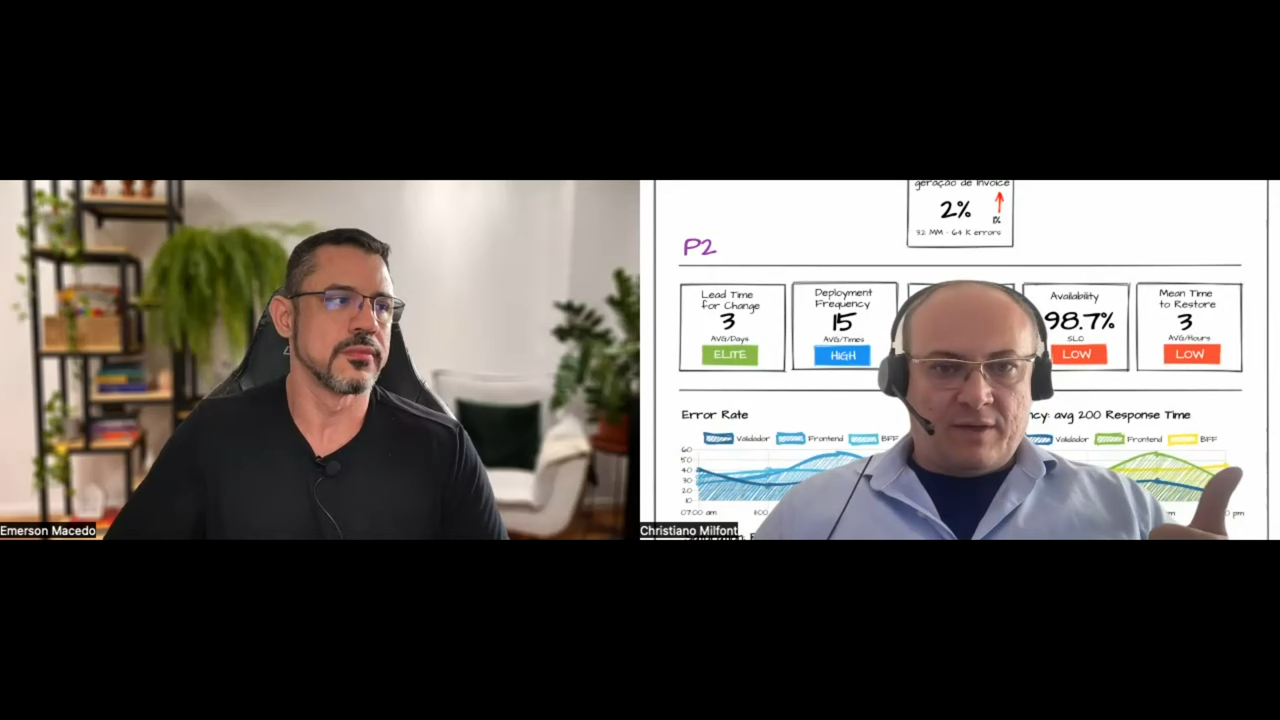 geração de Invoice
2%
1%
3.2 MM - 64 K errors
P2
Lead Time
for Change
3
AVG/Days
ELITE
Deployment
Frequency
15
AVG/Times
HIGH
Availability
98.7%
SLO
LOW
Mean Time
to Restore
3
AVG/Hours
LOW
Error Rate
Validador Frontend BFF
60
50
40
30
20
10
07:00 am
avg 200 Response Time
Validador Frontend BFF
pm
Emerson Macedo
Christiano Milfont